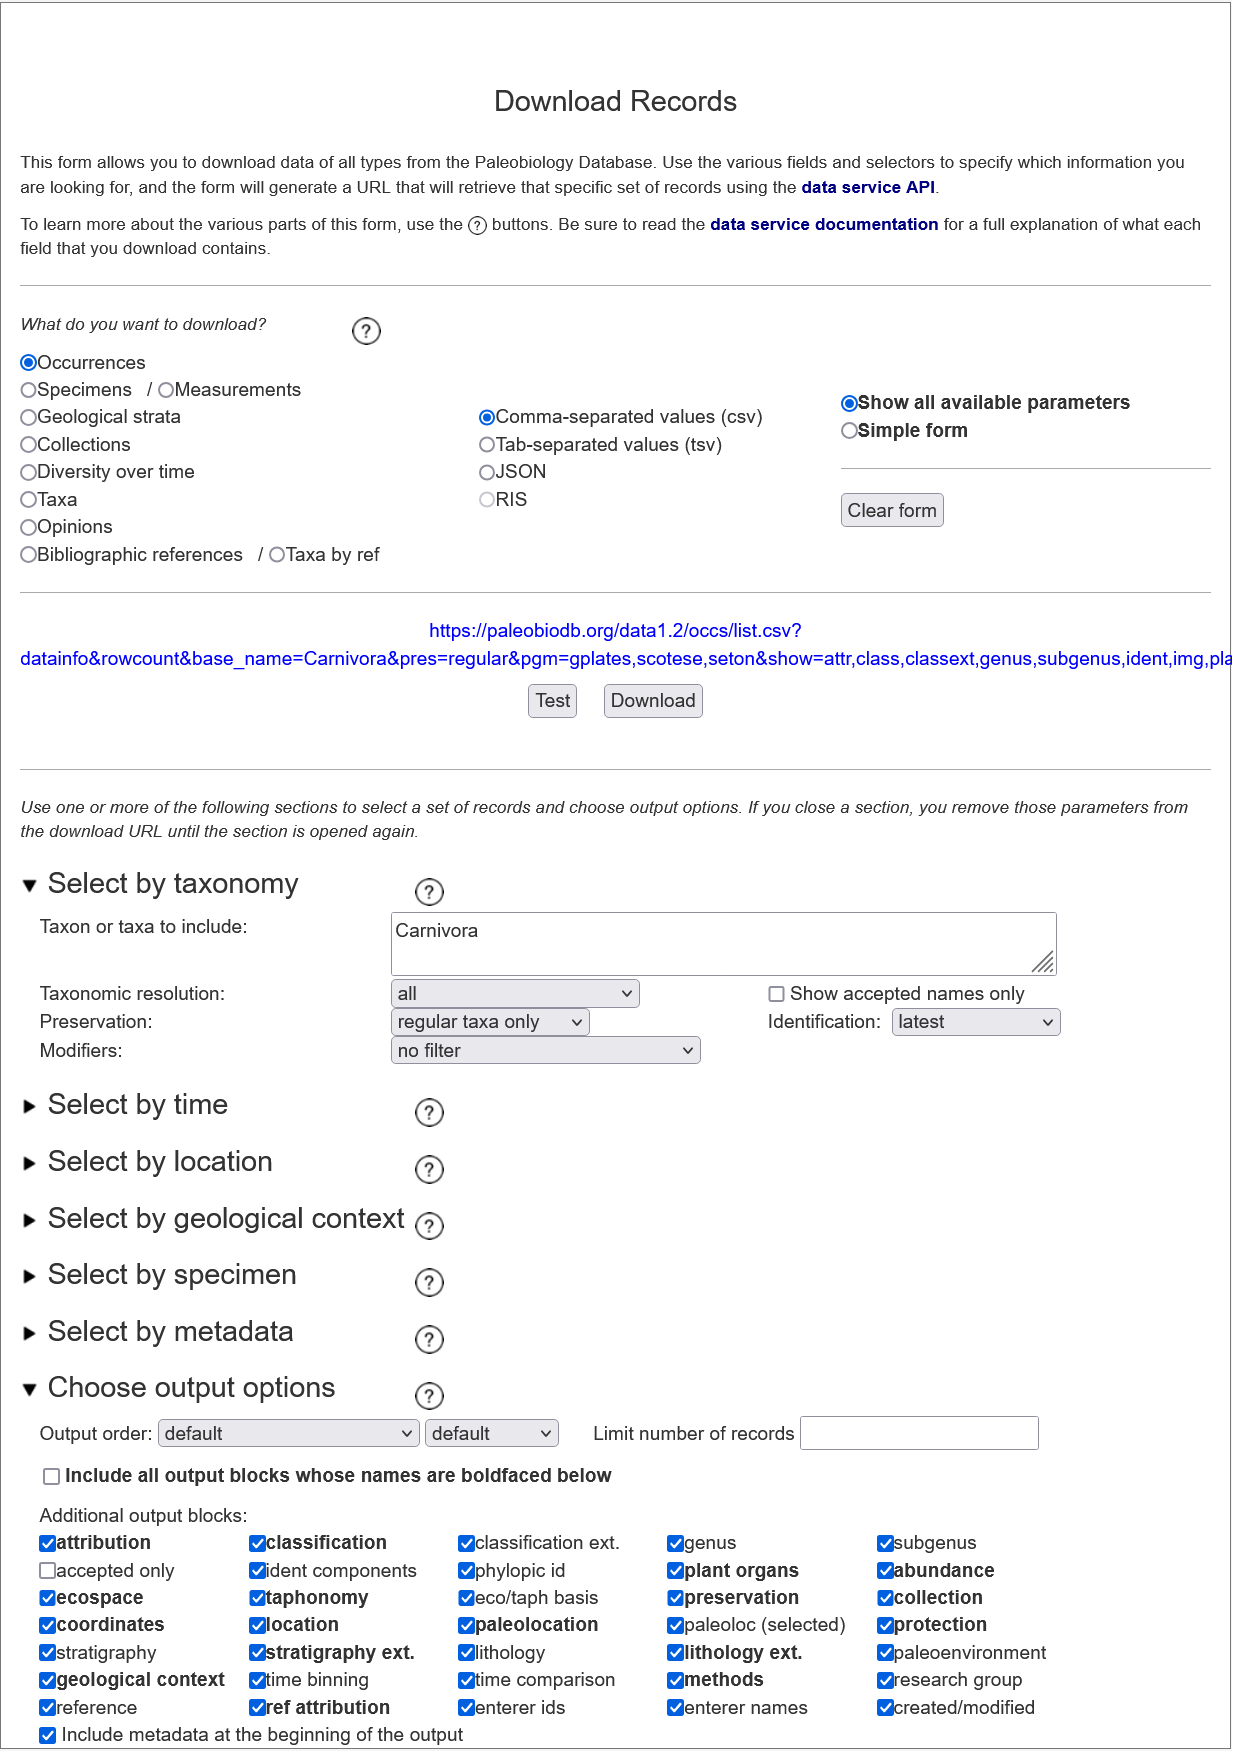 Download Records
This form allows you to download data of all types from the Paleobiology Database. Use the various fields and selectors to specify which information you
are looking for, and the form will generate a URL that will retrieve that specific set of records using the data service API.
To learn more about the various parts of this form, use the ? buttons. Be sure to read the data service documentation for a full explanation of what each
field that you download contains.
What do you want to download? ?
Occurrences
Specimens / Measurements
Geological strata
Collections
Diversity over time
Taxa
Opinions
Bibliographic references / Taxa by ref
Comma-separated values (csv)
Tab-separated values (tsv)
JSON
RIS
Show all available parameters
Simple form
Clear form
https://paleobiodb.org/data1.2/occs/list.csv?
datainfo&rowcount&base_name=Carnivora&pres=regular&pgm=gplates,scotese,seton&show=attr,class,classext,genus,subgenus,ident,img,pla
Test Download
Use one or more of the following sections to select a set of records and choose output options. If you close a section, you remove those parameters from
the download URL until the section is opened again.
Select by taxonomy ?
Taxon or taxa to include: Carnivora
Taxonomic resolution: all Show accepted names only
Preservation: regular taxa only Identification: latest
Modifiers: no filter
Select by time ?
Select by location ?
Select by geological context ?
Select by specimen ?
Select by metadata ?
Choose output options ?
Output order: default default Limit number of records
Include all output blocks whose names are boldfaced below
Additional output blocks:
attribution classification classification ext. genus subgenus
accepted only ident components phylopic id plant organs abundance
ecospace taphonomy eco/taph basis preservation collection
coordinates location paleolocation paleoloc (selected) protection
stratigraphy stratigraphy ext. lithology lithology ext. paleoenvironment
geological context time binning time comparison methods research group
reference ref attribution enterer ids enterer names created/modified
Include metadata at the beginning of the output